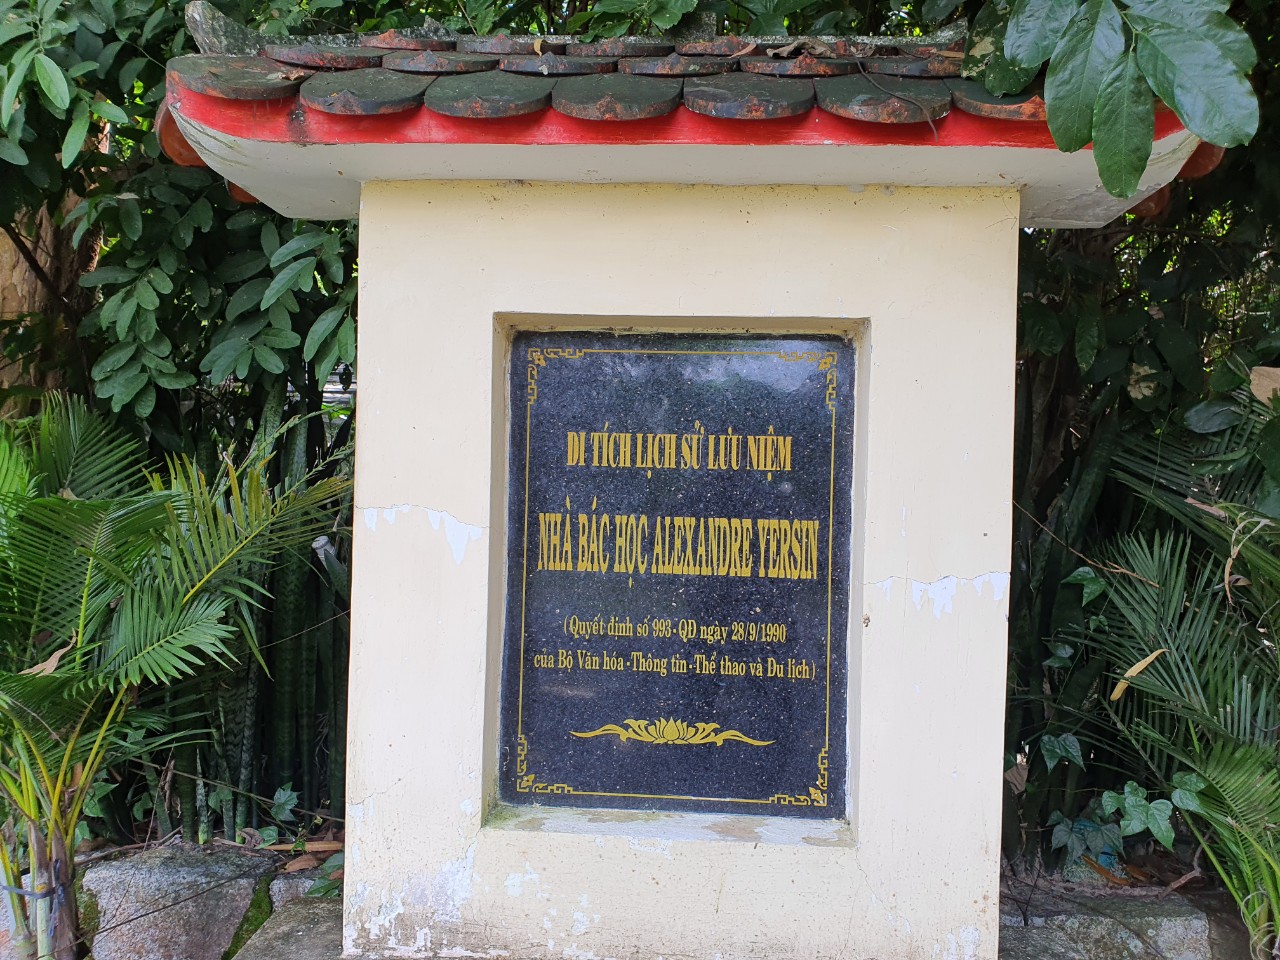 DI TÍCH LỊCH SỬ LƯU NIỆM
NHÀ BÁC HỌC ALEXANDRE YERSIN
(Quyết định số 993-QĐ ngày 28/9/1990
của Bộ Văn hóa-Thông tin-Thể thao và Du lịch)